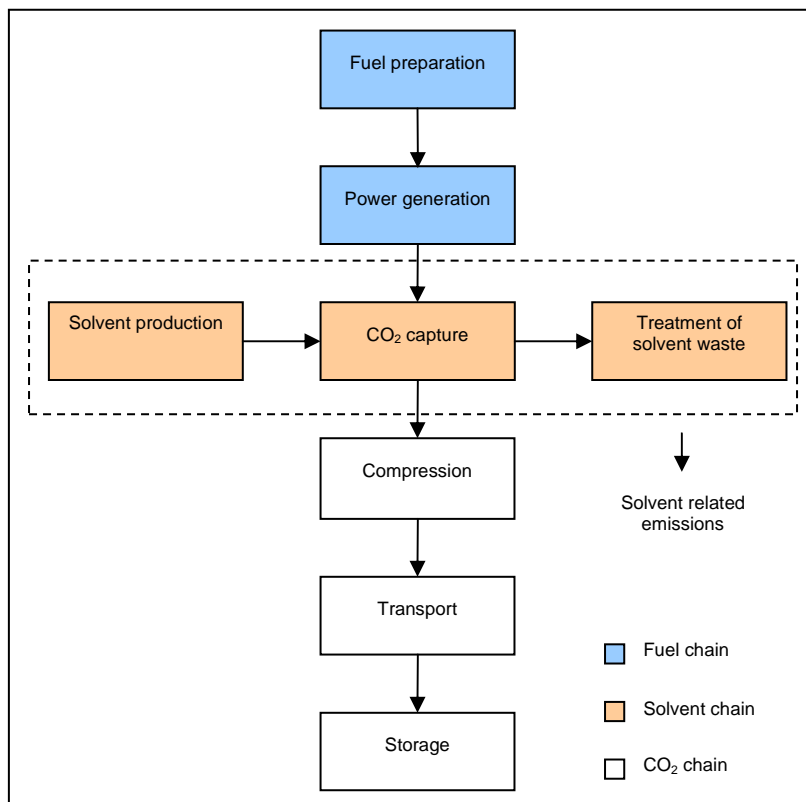 Fuel preparation
Power generation
Solvent production
CO₂ capture
Treatment of
solvent waste
Compression
Solvent related
emissions
Transport
Storage
Fuel chain
Solvent chain
CO₂ chain